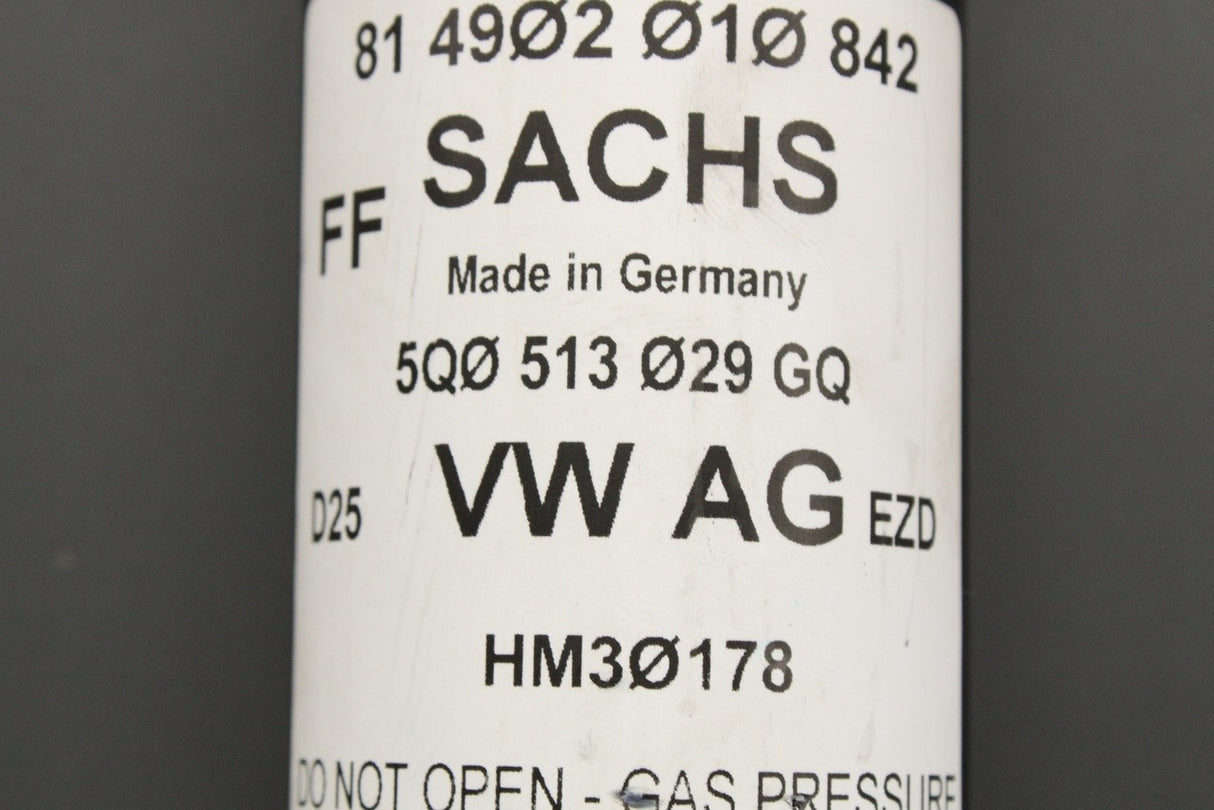 81 49Ø2 Ø1Ø 842
SACHS
FF
Made in Germany
5QØ 513 Ø29 GQ
D25 VW AG EZD
HM3Ø178
DO NOT OPEN - GAS PRESSURE